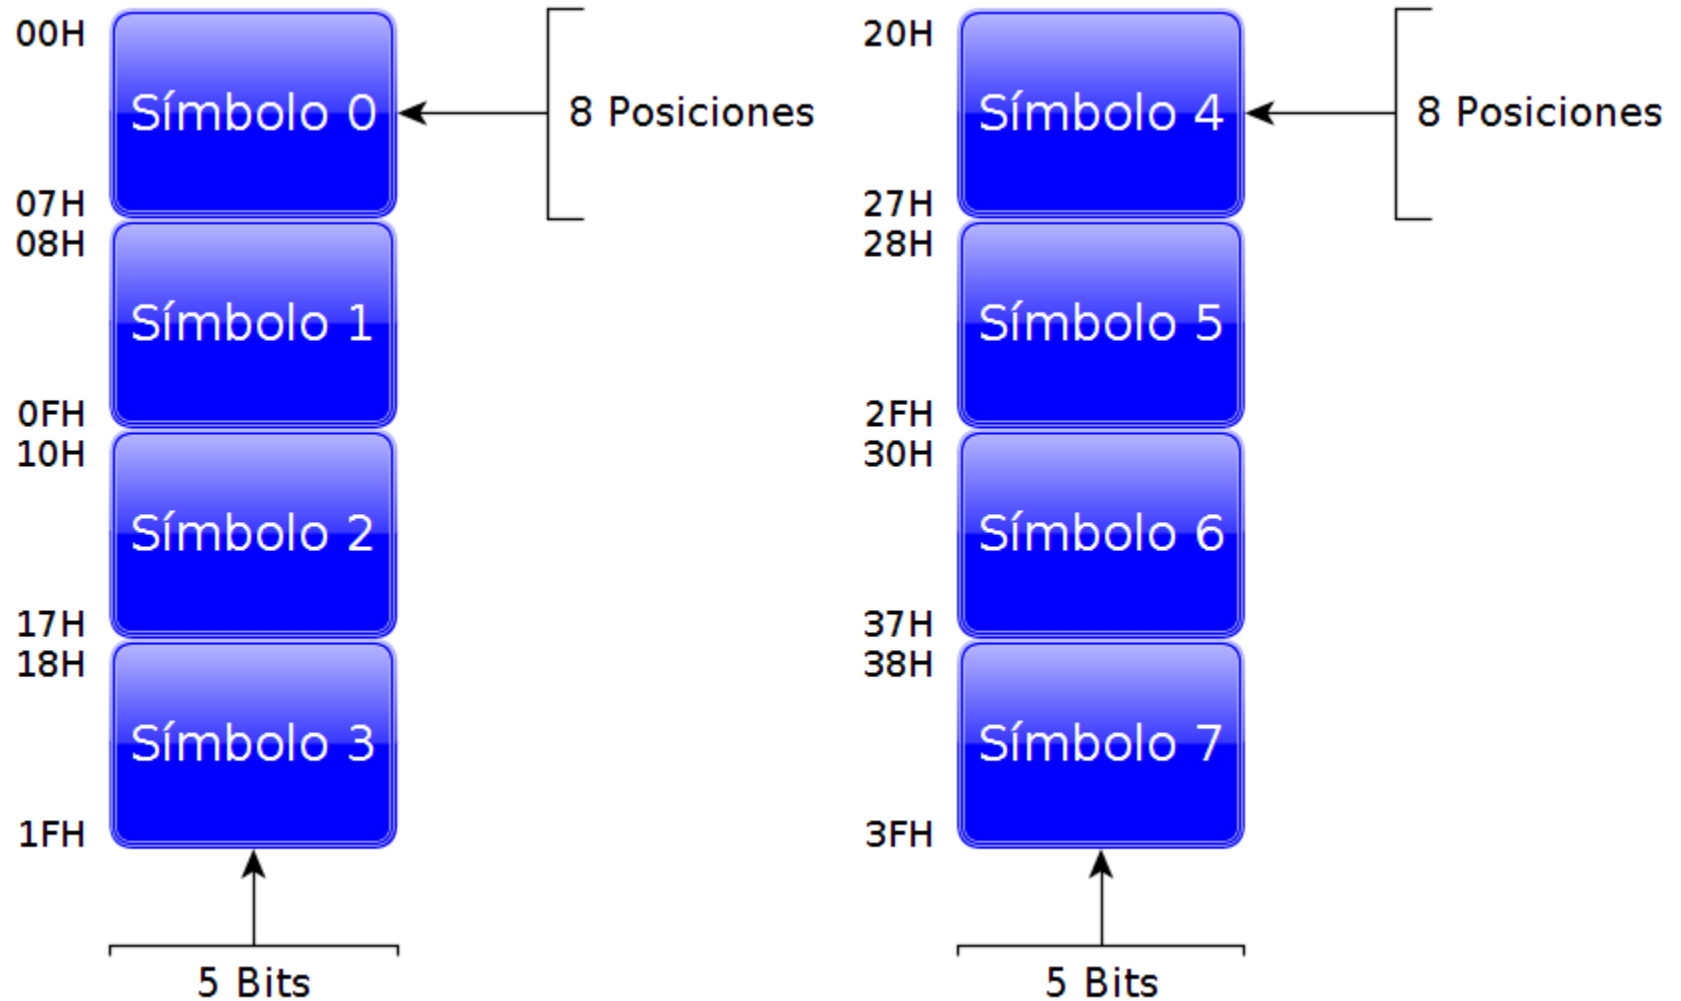 00H
Símbolo 0
8 Posiciones
07H
08H
Símbolo 1
0FH
10H
Símbolo 2
17H
18H
Símbolo 3
1FH
5 Bits
20H
Símbolo 4
8 Posiciones
27H
28H
Símbolo 5
2FH
30H
Símbolo 6
37H
38H
Símbolo 7
3FH
5 Bits